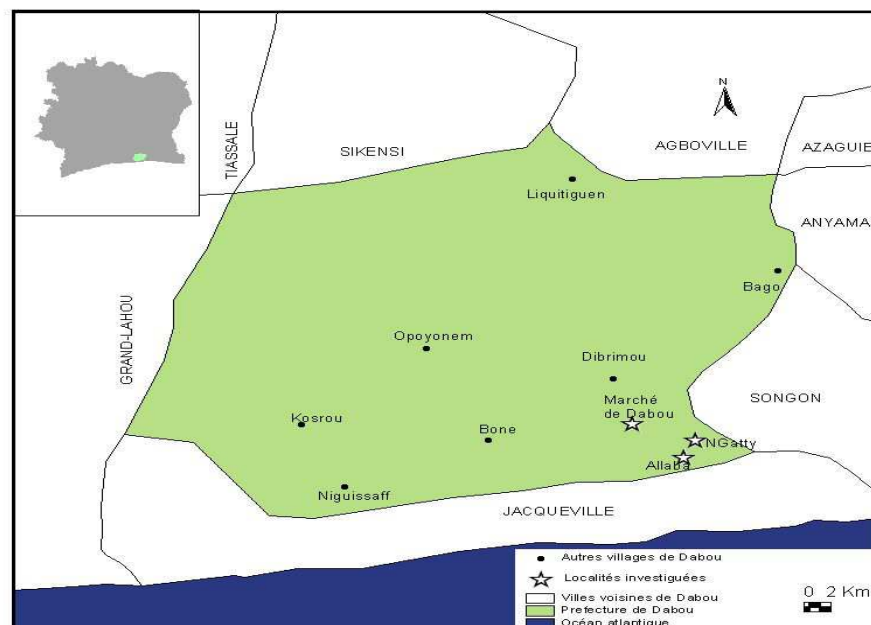 N
SIKENSI
AGBOVILLE
AZAGUIE
TIASSALE
Liquitiguen
ANYAMA
Bago
GRAND-LAHOU
Opoyonem
Dibrimou
Marché
de Dabou
SONGON
Kosrou
Bone
NGatty
Allaba
Niguissaff
JACQUEVILLE
Autres villages de Dabou
Localités investiguées
Villes voisines de Dabou
Prefecture de Dabou
Océan atlantique
0 2 Km